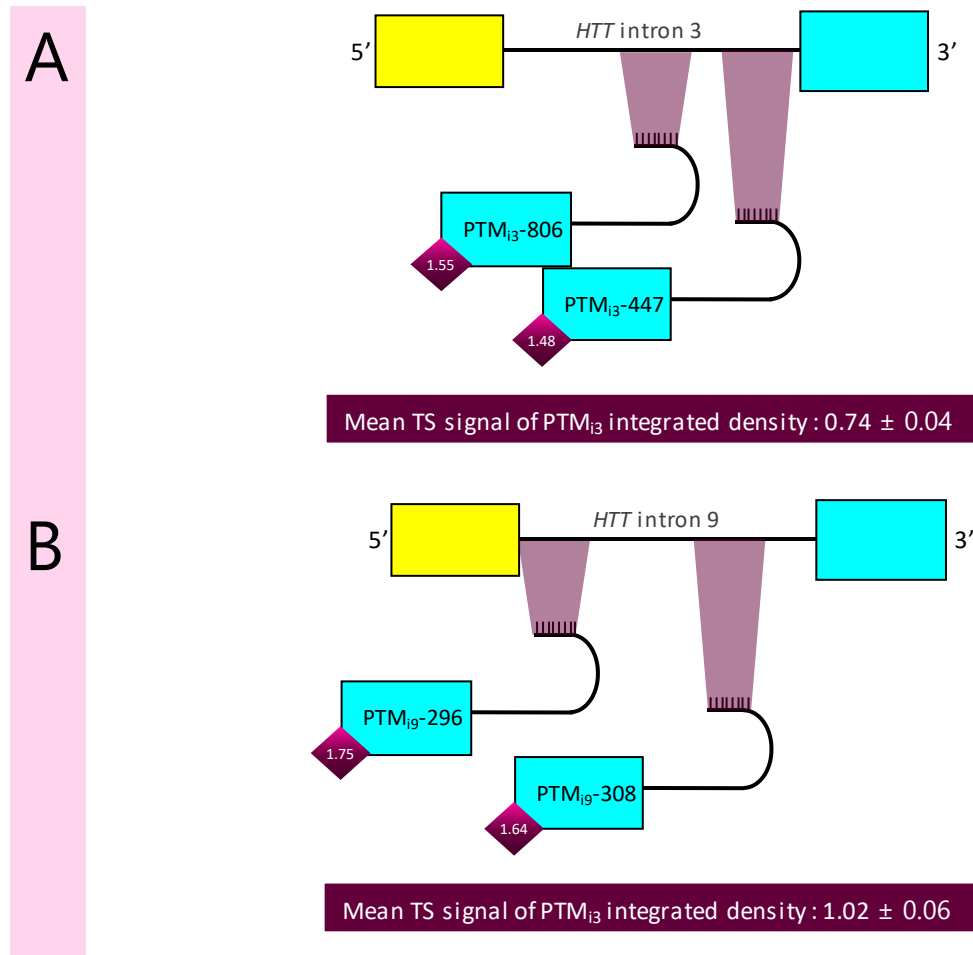 A
HTT intron 3
5’
3’
PTMi3-806
1.55
PTMi3-447
1.48
Mean TS signal of PTMi3 integrated density : 0.74 ± 0.04
B
HTT intron 9
5’
3’
PTMi9-296
1.75
PTMi9-308
1.64
Mean TS signal of PTMi3 integrated density : 1.02 ± 0.06